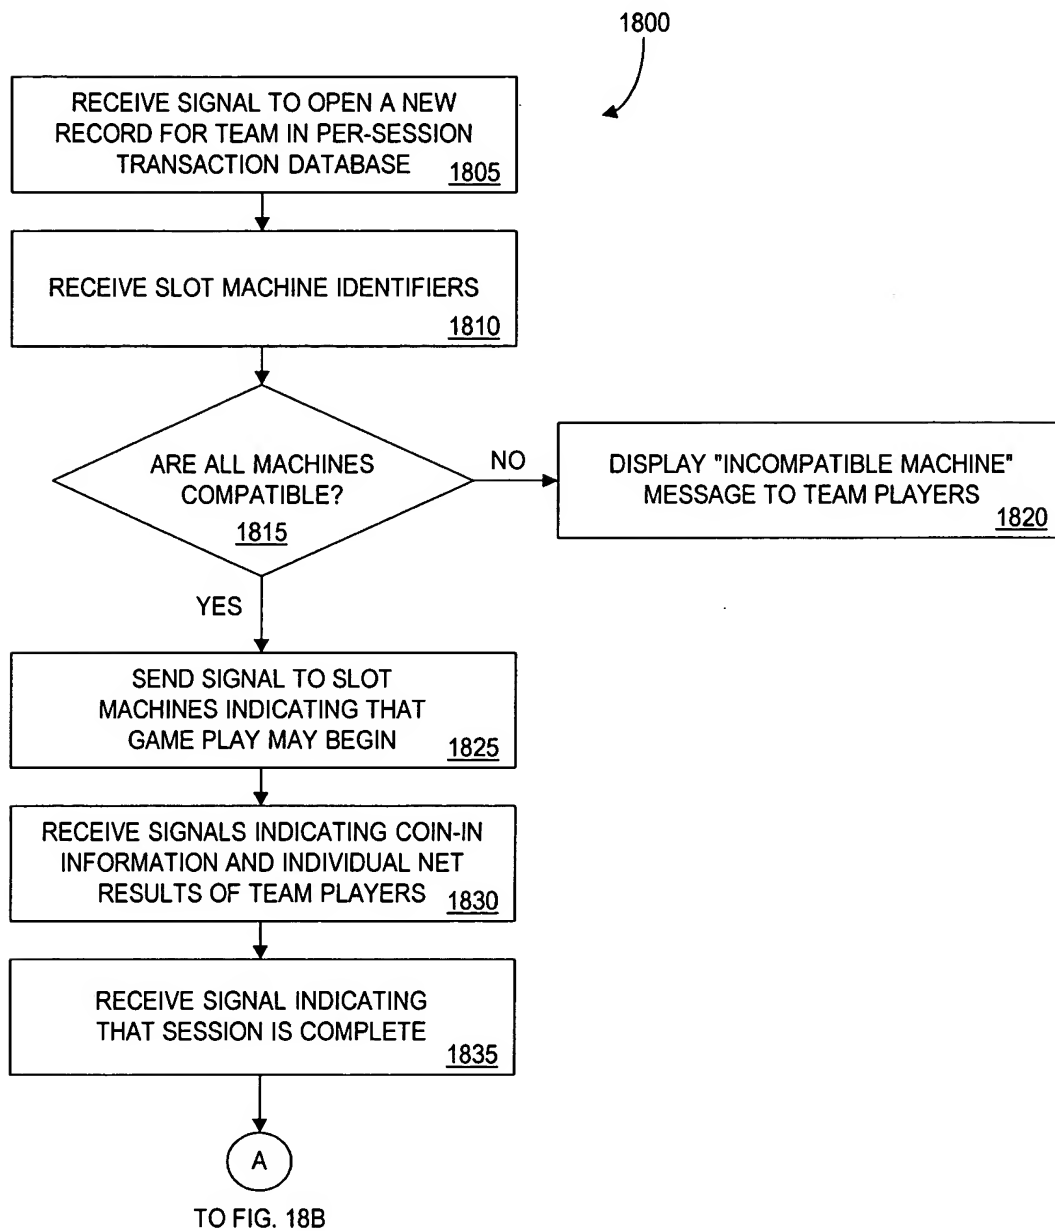 1800
RECEIVE SIGNAL TO OPEN A NEW
RECORD FOR TEAM IN PER-SESSION
TRANSACTION DATABASE
1805
RECEIVE SLOT MACHINE IDENTIFIERS
1810
ARE ALL MACHINES
COMPATIBLE?
1815
NO
DISPLAY "INCOMPATIBLE MACHINE"
MESSAGE TO TEAM PLAYERS
1820
YES
SEND SIGNAL TO SLOT
MACHINES INDICATING THAT
GAME PLAY MAY BEGIN
1825
RECEIVE SIGNALS INDICATING COIN-IN
INFORMATION AND INDIVIDUAL NET
RESULTS OF TEAM PLAYERS
1830
RECEIVE SIGNAL INDICATING
THAT SESSION IS COMPLETE
1835
A
TO FIG. 18B